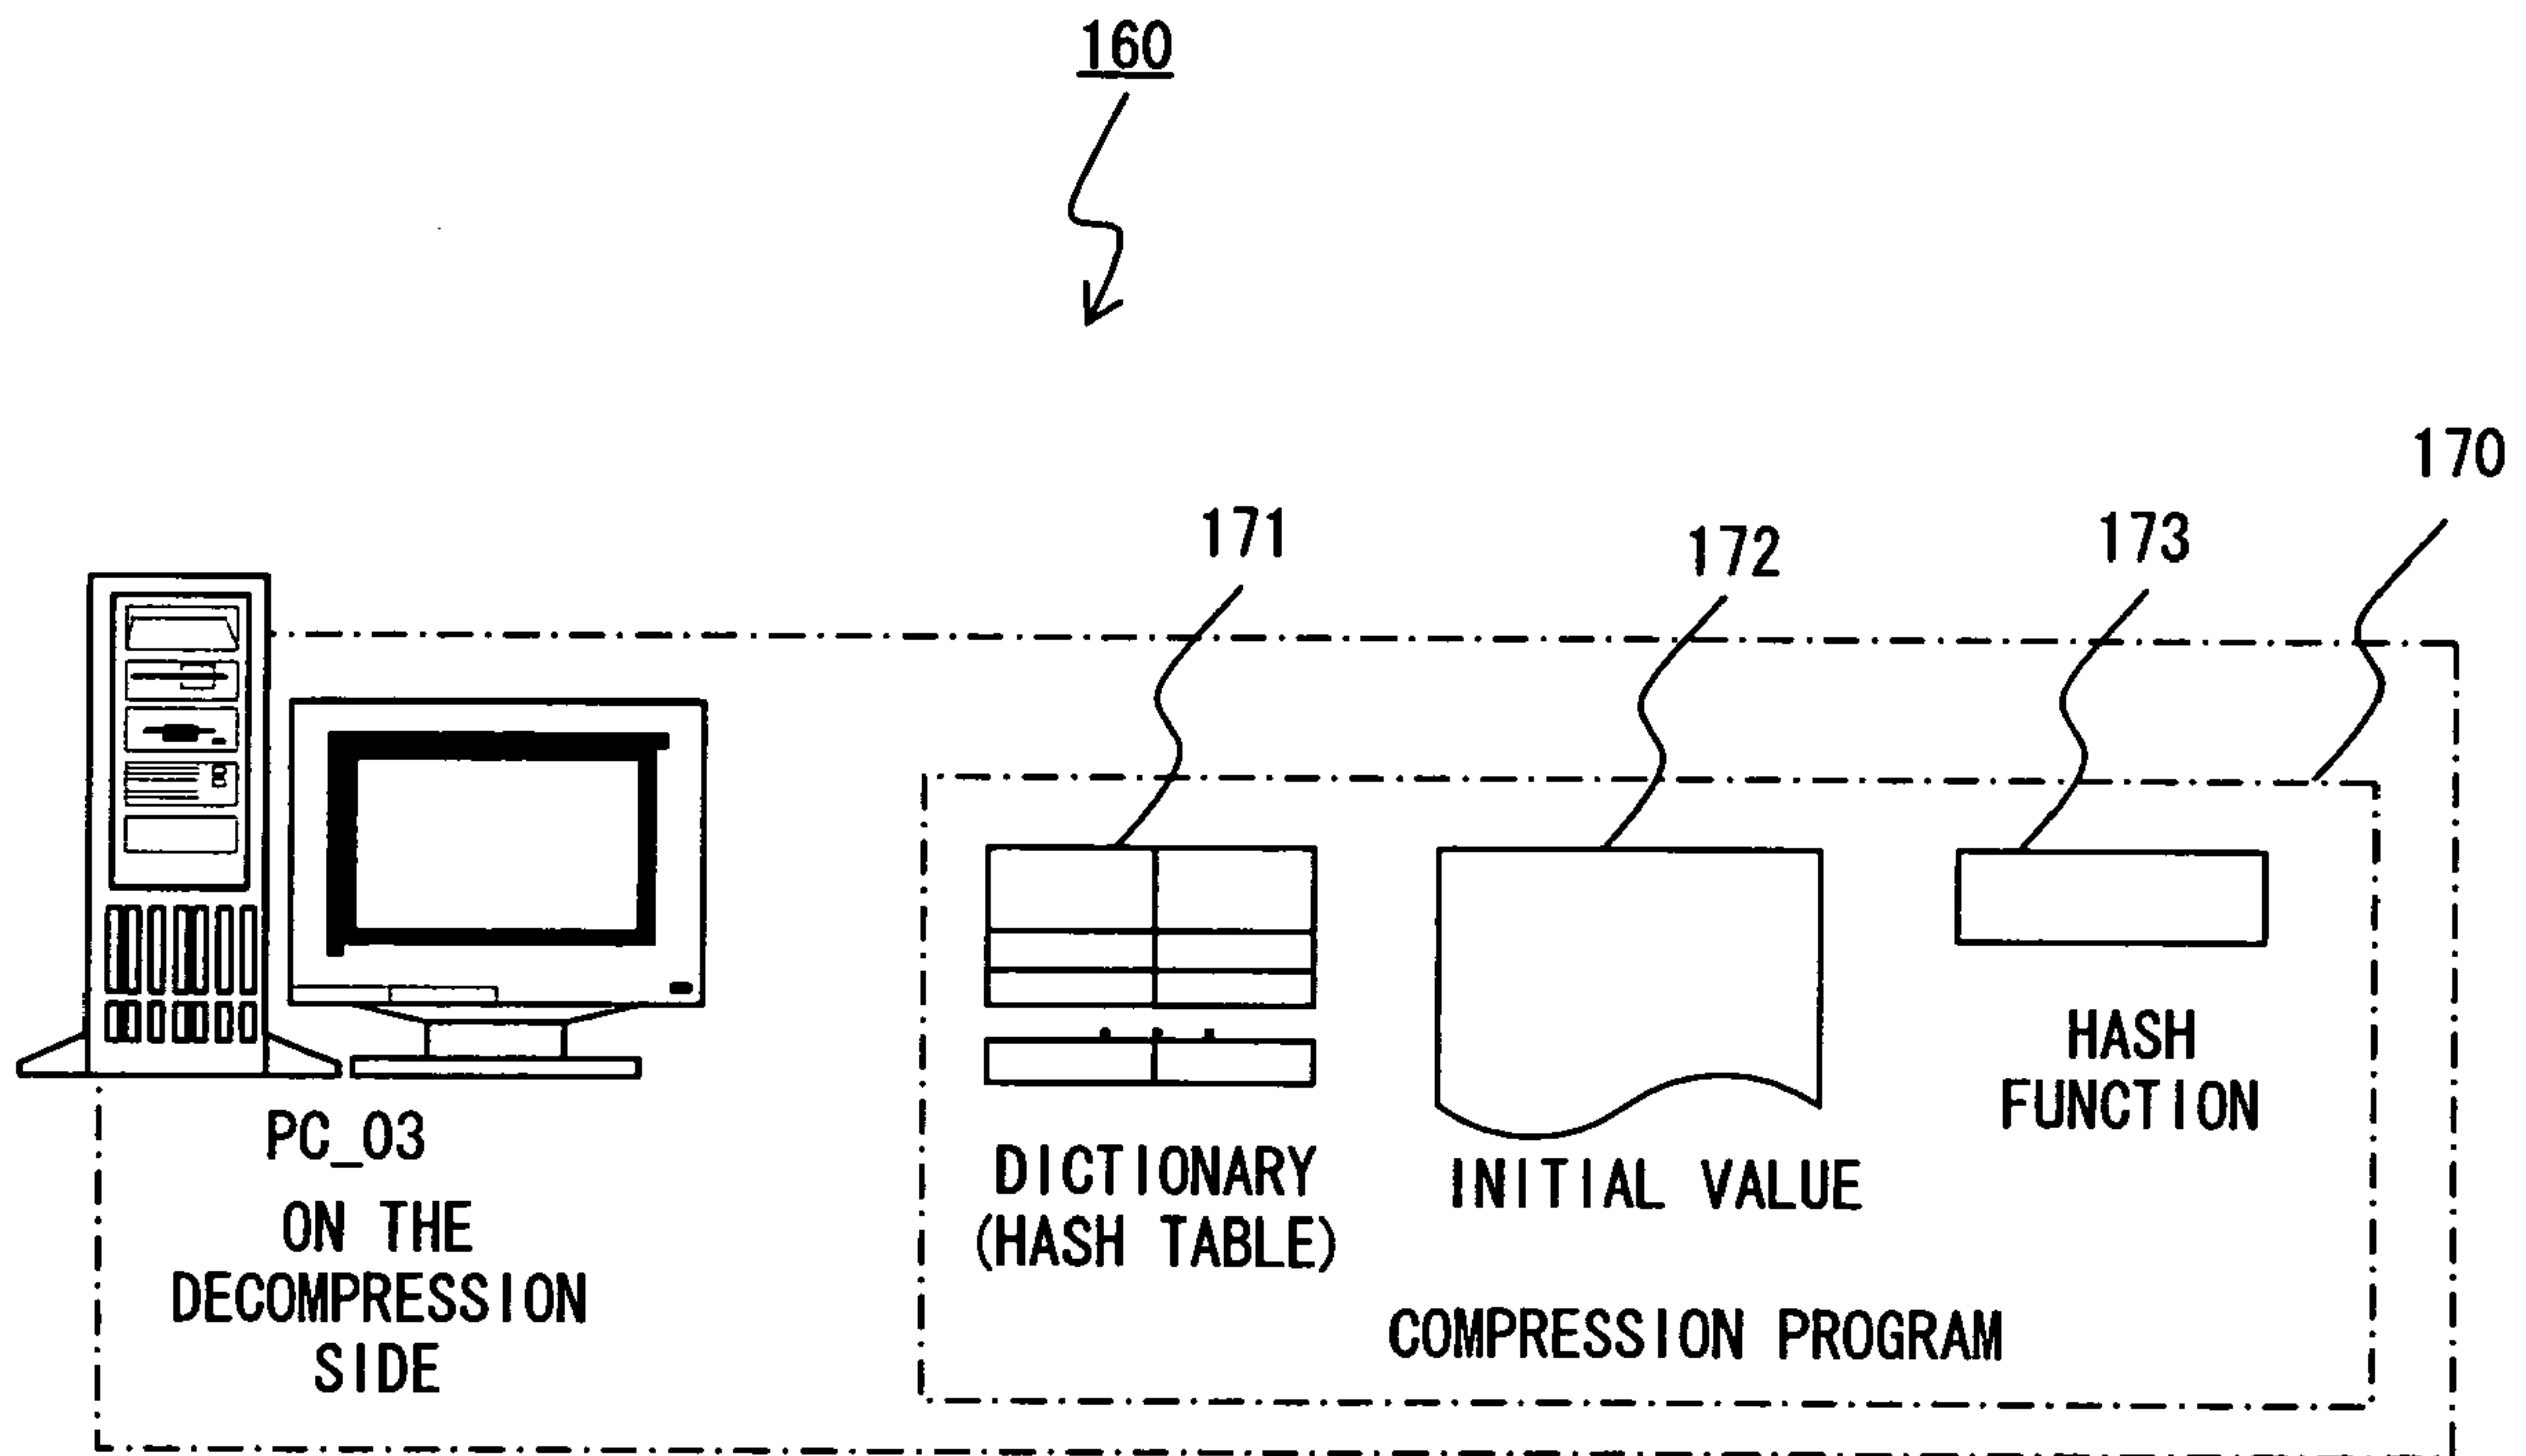 160
170
171
172
173
PC_03
ON THE
DECOMPRESSION
SIDE
DICTIONARY
(HASH TABLE)
INITIAL VALUE
HASH
FUNCTION
COMPRESSION PROGRAM